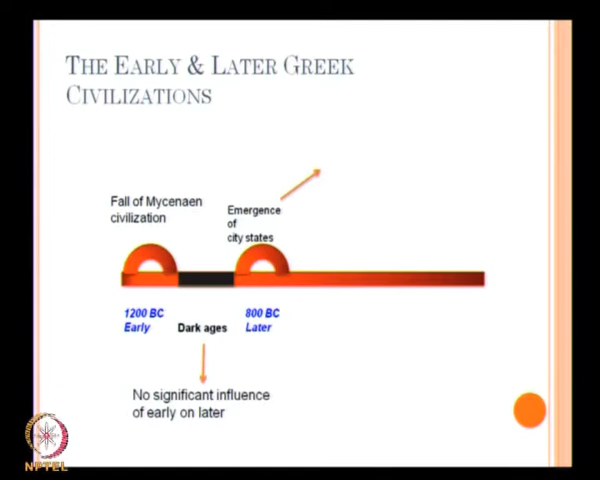 THE EARLY & LATER GREEK
CIVILIZATIONS
Fall of Mycenaen
civilization
Emergence
of
city states
1200 BC
Early
Dark ages
800 BC
Later
No significant influence
of early on later
NPTEL